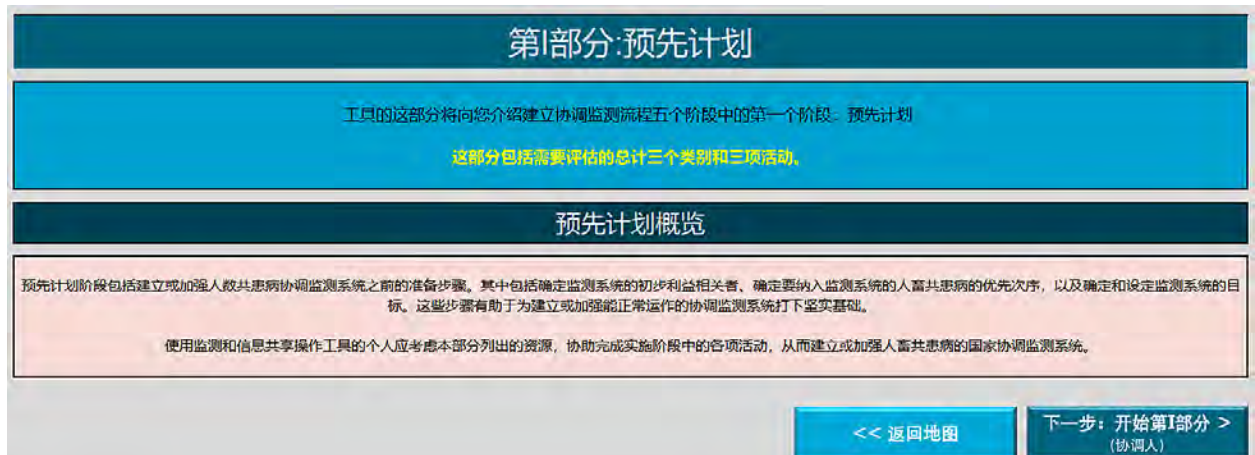 第I部分:预先计划
工具的这部分将向您介绍建立协调监测流程五个阶段中的第一个阶段：预先计划
这部分包括需要评估的总计三个类别和三项活动。
预先计划概览
预先计划阶段包括建立或加强人数共患病协调监测系统之前的准备步骤。其中包括确定监测系统的初步利益相关者、确定要纳入监测系统的人畜共患病的优先次序，以及确定和设定监测系统的目
标。这些步骤有助于为建立或加强能正常运作的协调监测系统打下坚实基础。
使用监测和信息共享操作工具的个人应考虑本部分列出的资源，协助完成实施阶段中的各项活动，从而建立或加强人畜共患病的国家协调监测系统。
<< 返回地图
下一步：开始第I部分 >
(协调人)